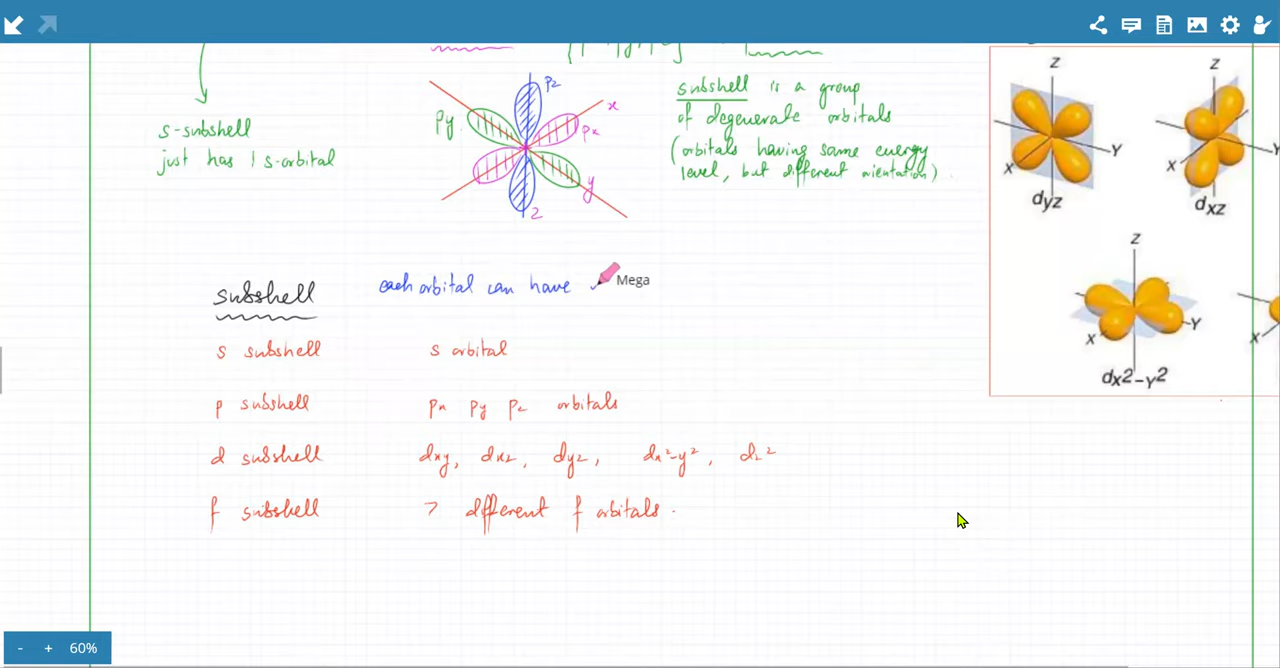 s-subshell
just has 1 s-orbital
Pz
x
Py
Px
y
z
subshell is a group
of degenerate orbitals
(orbitals having same energy
level, but different orientation).
Z
Y
X
dyz
Z
Y
X
dxz
Z
Y
X
dx2-y2
X
subshell each orbital can have
Mega
s subshell s orbital
p subshell px py pz orbitals
d subshell dxy, dxz, dyz, dx²-y², dz²
f subshell 7 different f orbitals.
- + 60%